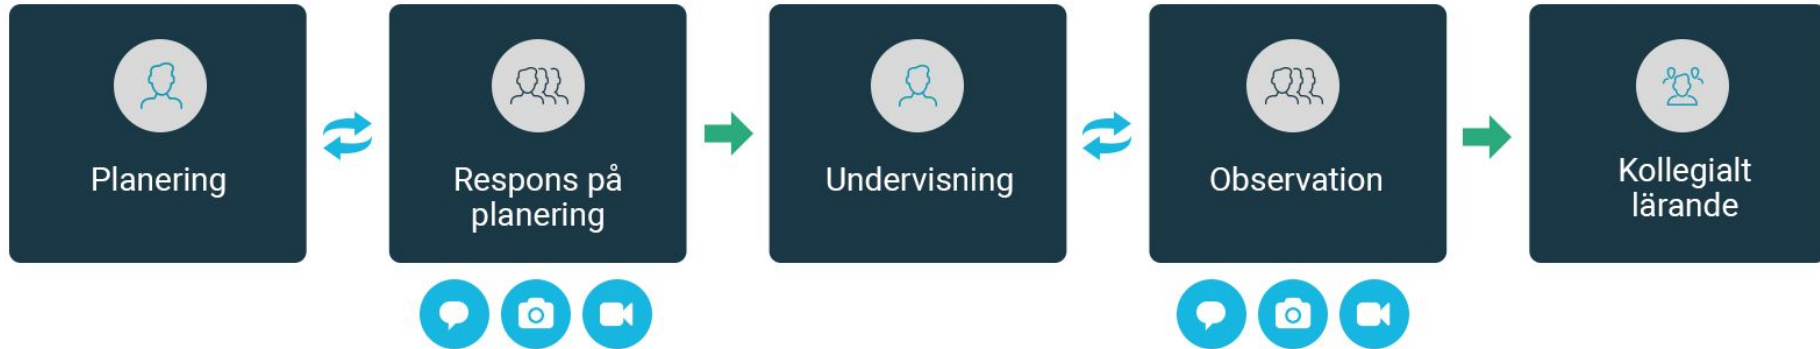 Planering
Respons på
planering
Undervisning
Observation
Kollegialt
lärande